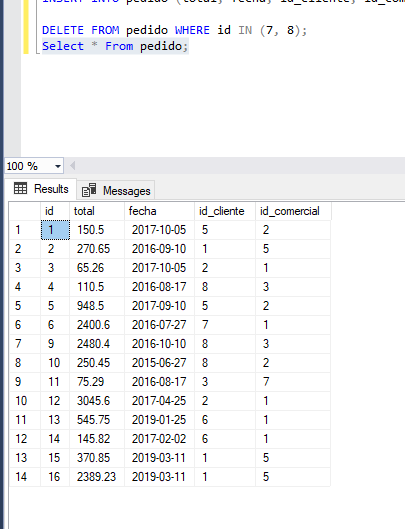 INSERT INTO pedido (total, fecha, id_cliente, id_com
DELETE FROM pedido WHERE id IN (7, 8);
Select * From pedido;
100 %
Results Messages
id total fecha id_cliente id_comercial
1 1 150.5 2017-10-05 5 2
2 2 270.65 2016-09-10 1 5
3 3 65.26 2017-10-05 2 1
4 4 110.5 2016-08-17 8 3
5 5 948.5 2017-09-10 5 2
6 6 2400.6 2016-07-27 7 1
7 9 2480.4 2016-10-10 8 3
8 10 250.45 2015-06-27 8 2
9 11 75.29 2016-08-17 3 7
10 12 3045.6 2017-04-25 2 1
11 13 545.75 2019-01-25 6 1
12 14 145.82 2017-02-02 6 1
13 15 370.85 2019-03-11 1 5
14 16 2389.23 2019-03-11 1 5